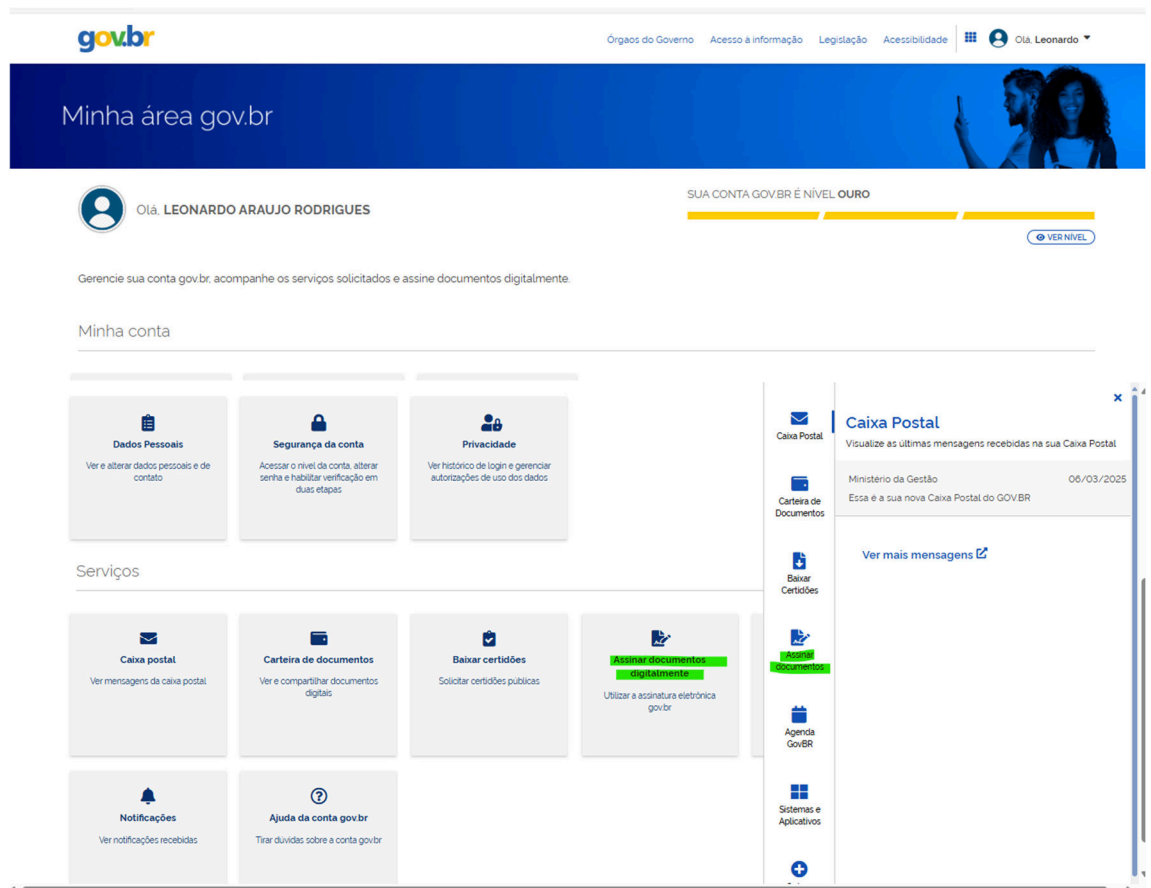 gov.br
Órgaos do Governo Acesso à informação Legislação Acessibilidade Olá, Leonardo
Minha área gov.br
Olá, LEONARDO ARAUJO RODRIGUES
SUA CONTA GOV.BR É NÍVEL OURO
VER NÍVEL
Gerencie sua conta gov.br, acompanhe os serviços solicitados e assine documentos digitalmente.
Minha conta
Dados Pessoais
Ver e alterar dados pessoais e de
contato
Segurança da conta
Acessar o nível da conta, alterar
senha e habilitar verificação em
duas etapas
Privacidade
Ver histórico de login e gerenciar
autorizações de uso dos dados
Serviços
Caixa postal
Ver mensagens da caixa postal
Carteira de documentos
Ver e compartilhar documentos
digitais
Baixar certidões
Solicitar certidões públicas
Assinar documentos
digitalmente
Utilizar a assinatura eletrônica
gov.br
Notificações
Ver notificações recebidas
Ajuda da conta gov.br
Tirar dúvidas sobre a conta gov.br
Caixa Postal
Carteira de
Documentos
Baixar
Certidões
Assinar
documentos
Agenda
GovBR
Sistemas e
Aplicativos
Caixa Postal
Visualize as últimas mensagens recebidas na sua Caixa Postal
Ministério da Gestão 06/03/2025
Essa é a sua nova Caixa Postal do GOV.BR
Ver mais mensagens